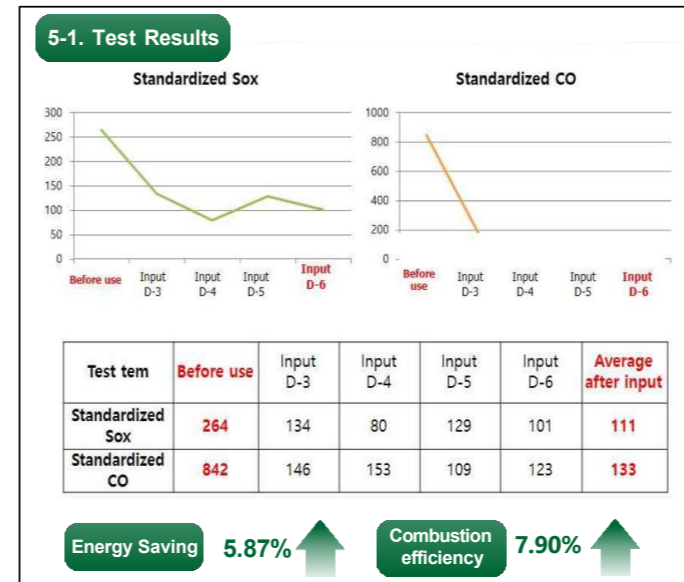 5-1. Test Results
Standardized Sox
300
250
200
150
100
50
0
Before use
Input
D-3
Input
D-4
Input
D-5
Input
D-6
Standardized CO
1000
800
600
400
200
0
Before
use
Input
D-3
Input
D-4
Input
D-5
Input
D-6
Test tem Before use Input D-3 Input D-4 Input D-5 Input D-6 Average after input
Standardized Sox 264 134 80 129 101 111
Standardized CO 842 146 153 109 123 133
Energy Saving 5.87%
Combustion
efficiency
7.90%